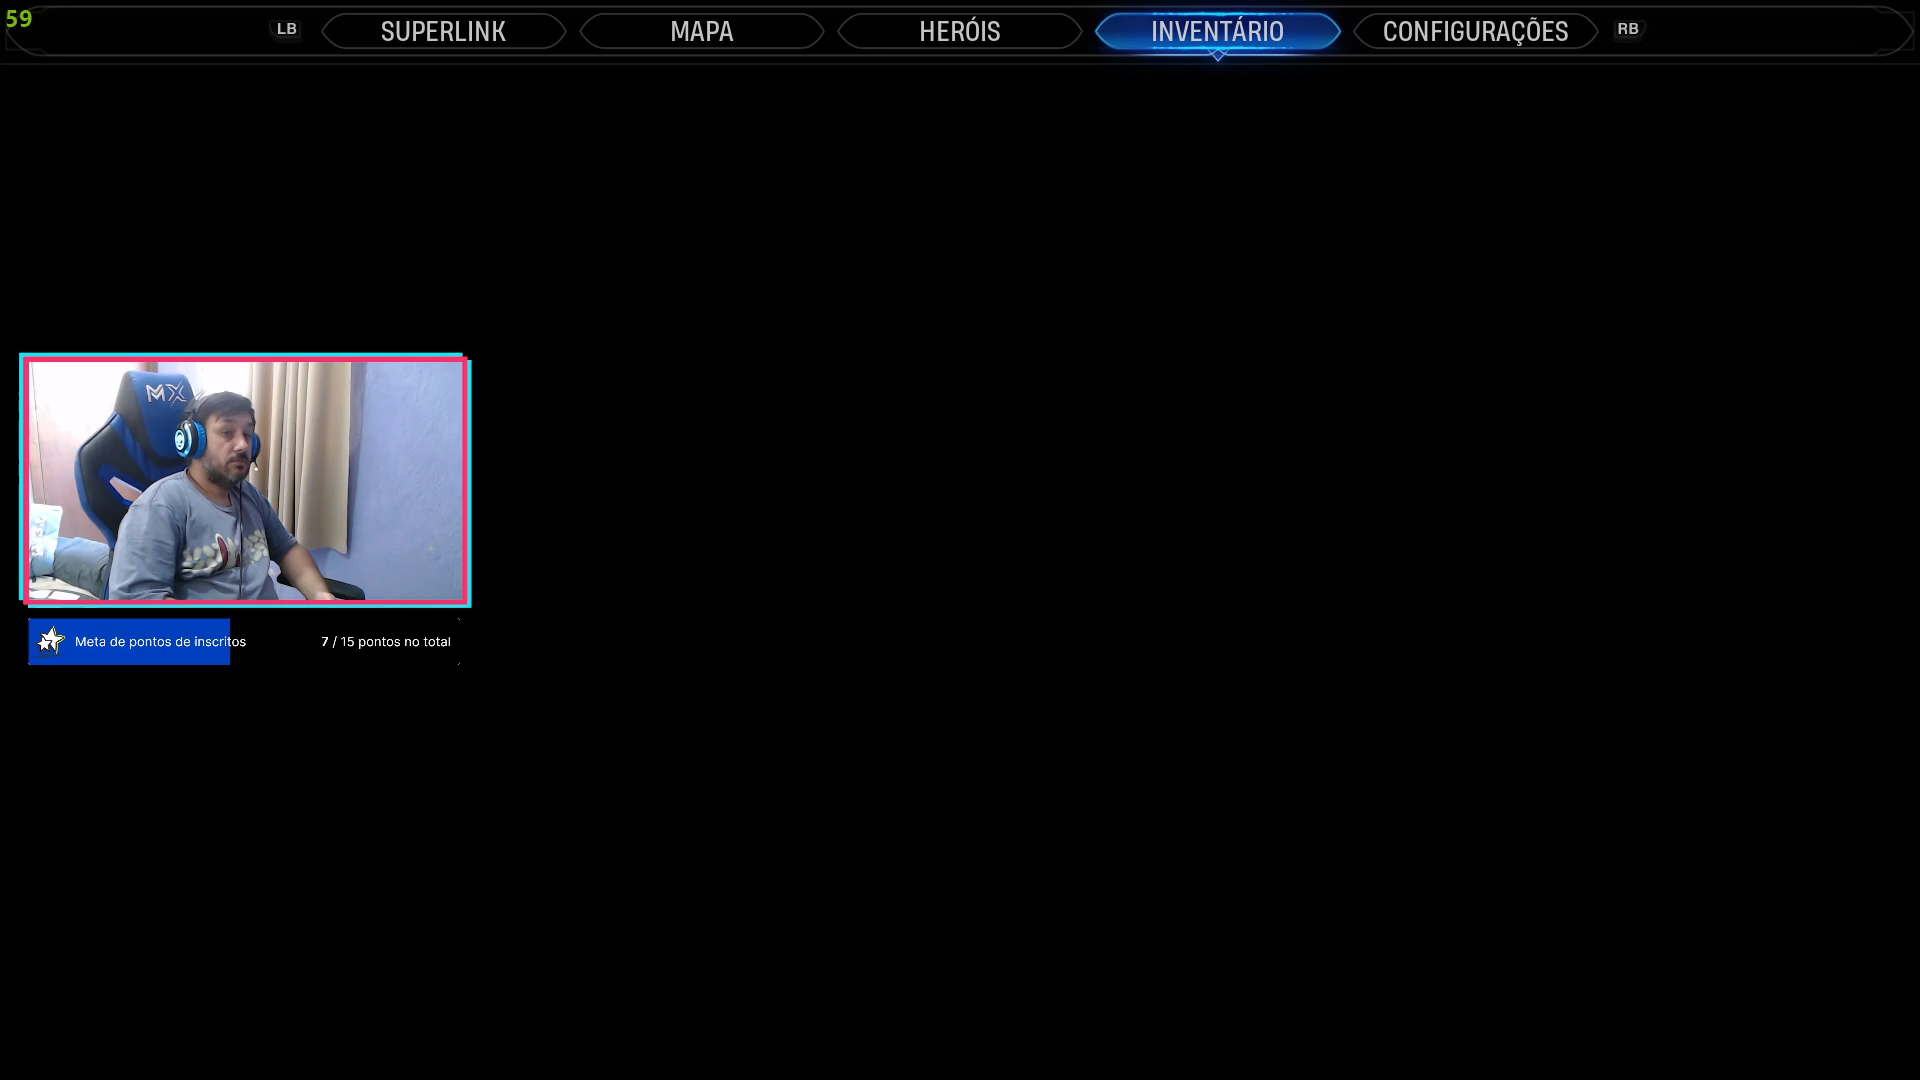 59
LB SUPERLINK MAPA HERÓIS INVENTÁRIO CONFIGURAÇÕES RB
MX
Meta de pontos de inscritos 7 / 15 pontos no total